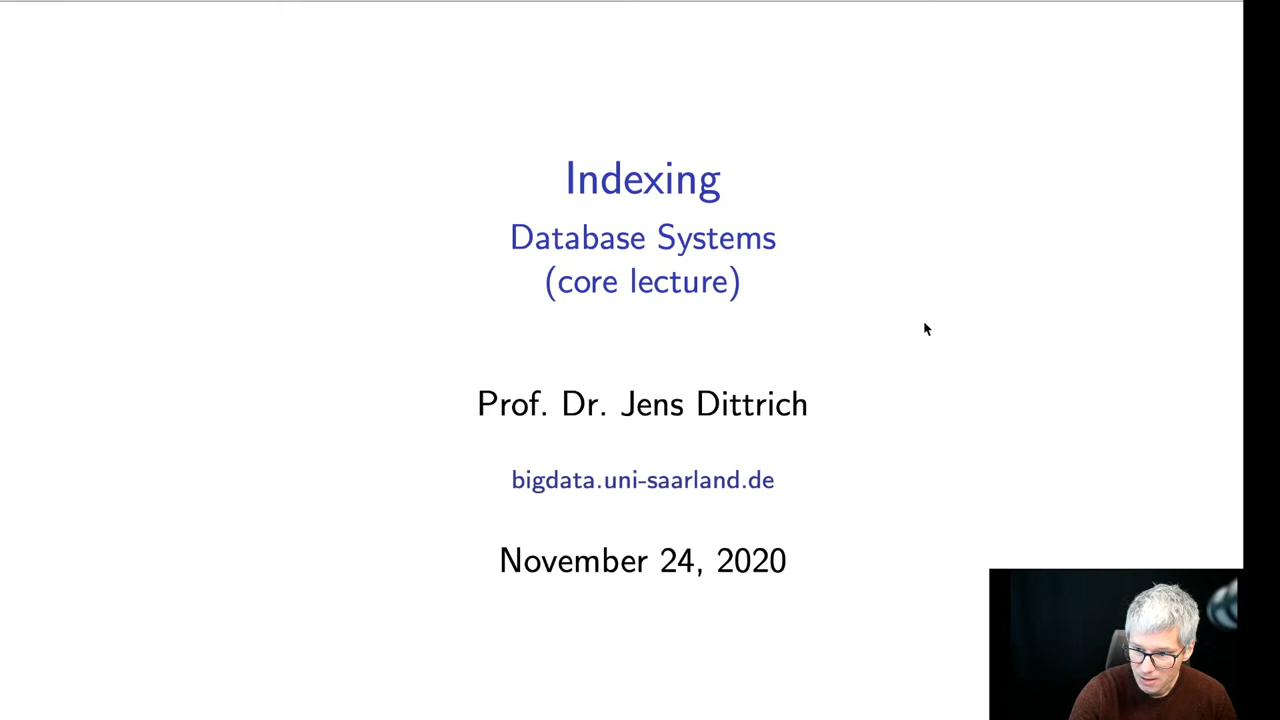 Indexing
Database Systems
(core lecture)
Prof. Dr. Jens Dittrich
bigdata.uni-saarland.de
November 24, 2020